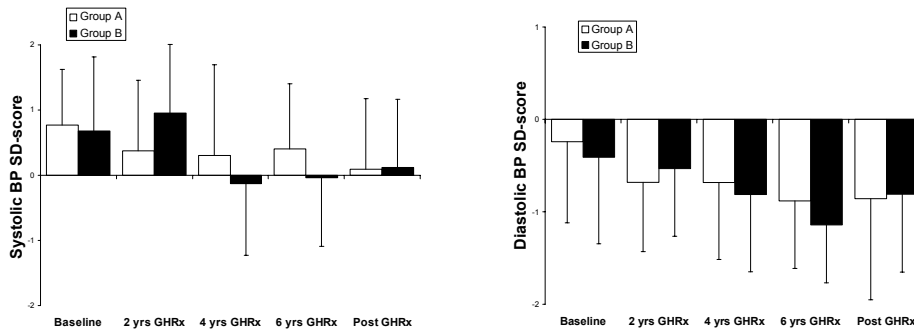 Group A
Group B
Systolic BP SD-score
2
1
0
-1
-2
Baseline 2 yrs GHRx 4 yrs GHRx 6 yrs GHRx Post GHRx
Group A
Group B
Diastolic BP SD-score
1
0
-1
-2
Baseline 2 yrs GHRx 4 yrs GHRx 6 yrs GHRx Post GHRx